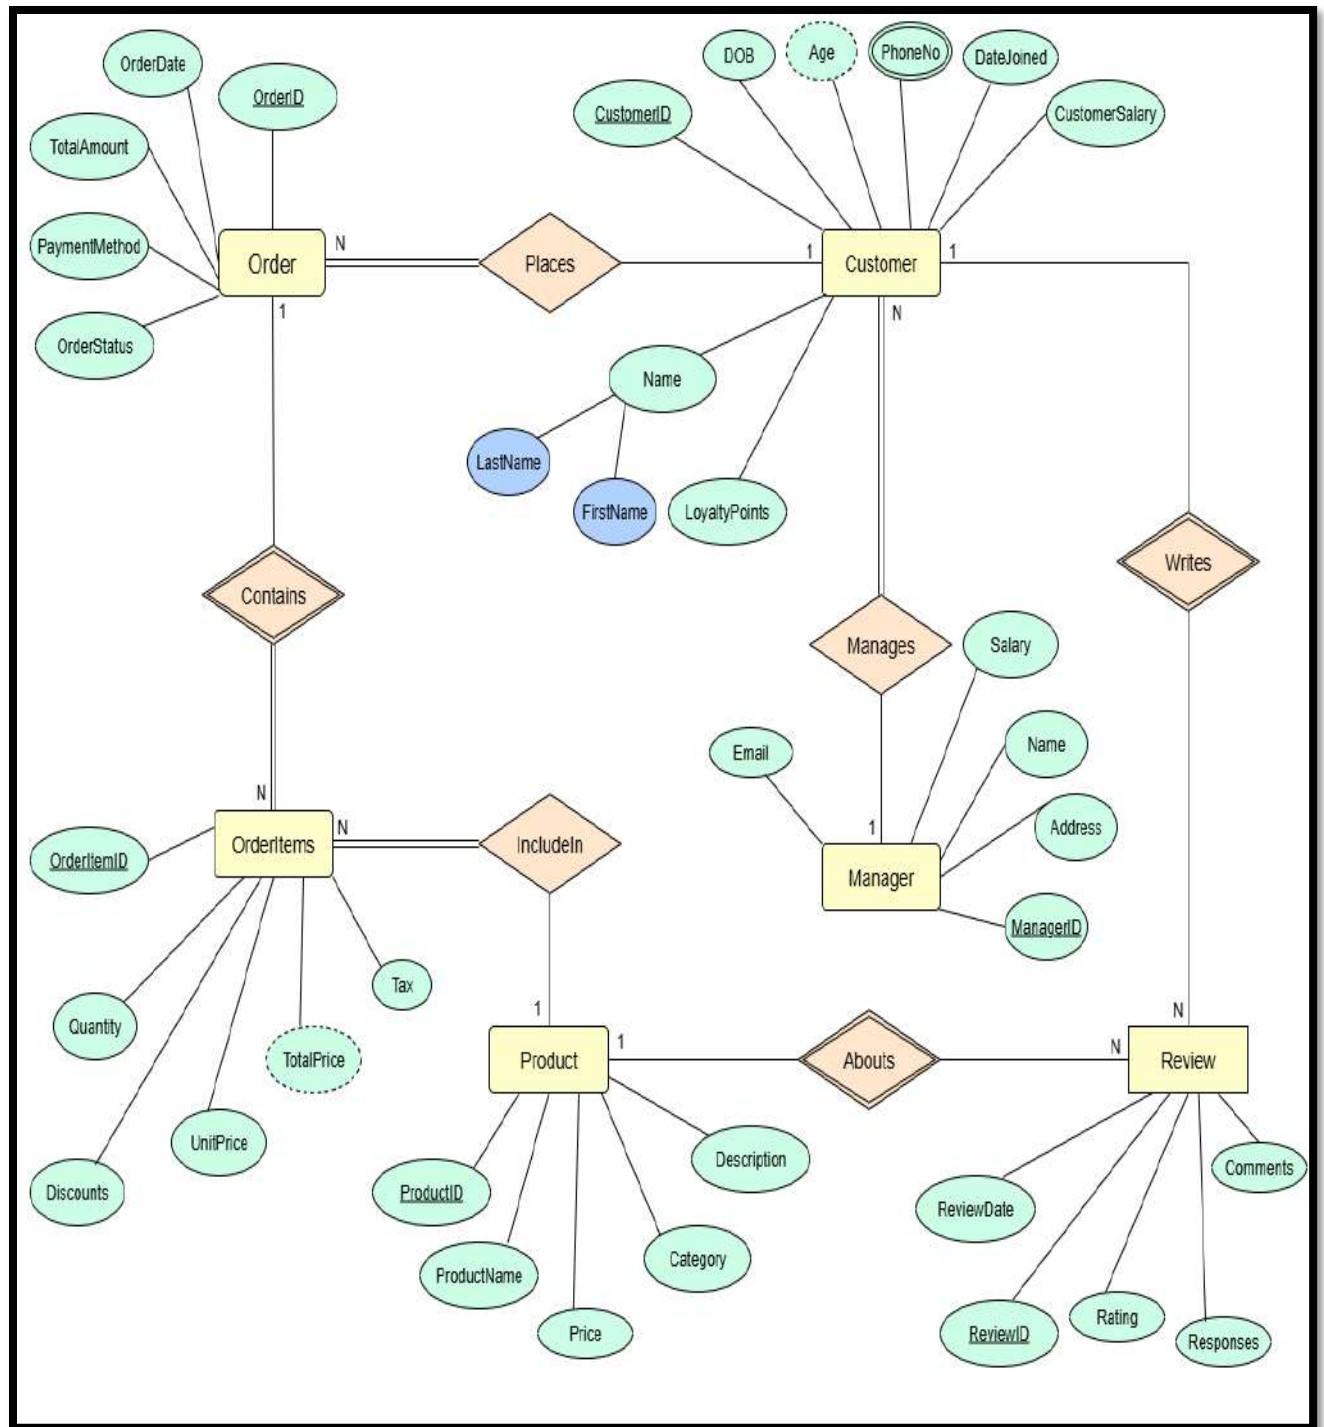 OrderDate
OrderID
TotalAmount
PaymentMethod
OrderStatus
Order
N
1
Places
DOB
Age
PhoneNo
DateJoined
CustomerID
CustomerSalary
1
Customer
1
N
Name
LastName
FirstName
LoyaltyPoints
Contains
Writes
Manages
Salary
Email
Name
Address
1
Manager
ManagerID
N
OrderItems
N
IncludeIn
OrderItemID
Quantity
Discounts
UnitPrice
TotalPrice
Tax
1
Product
1
Abouts
N
N
Review
ProductID
ProductName
Price
Category
Description
ReviewDate
ReviewID
Rating
Responses
Comments